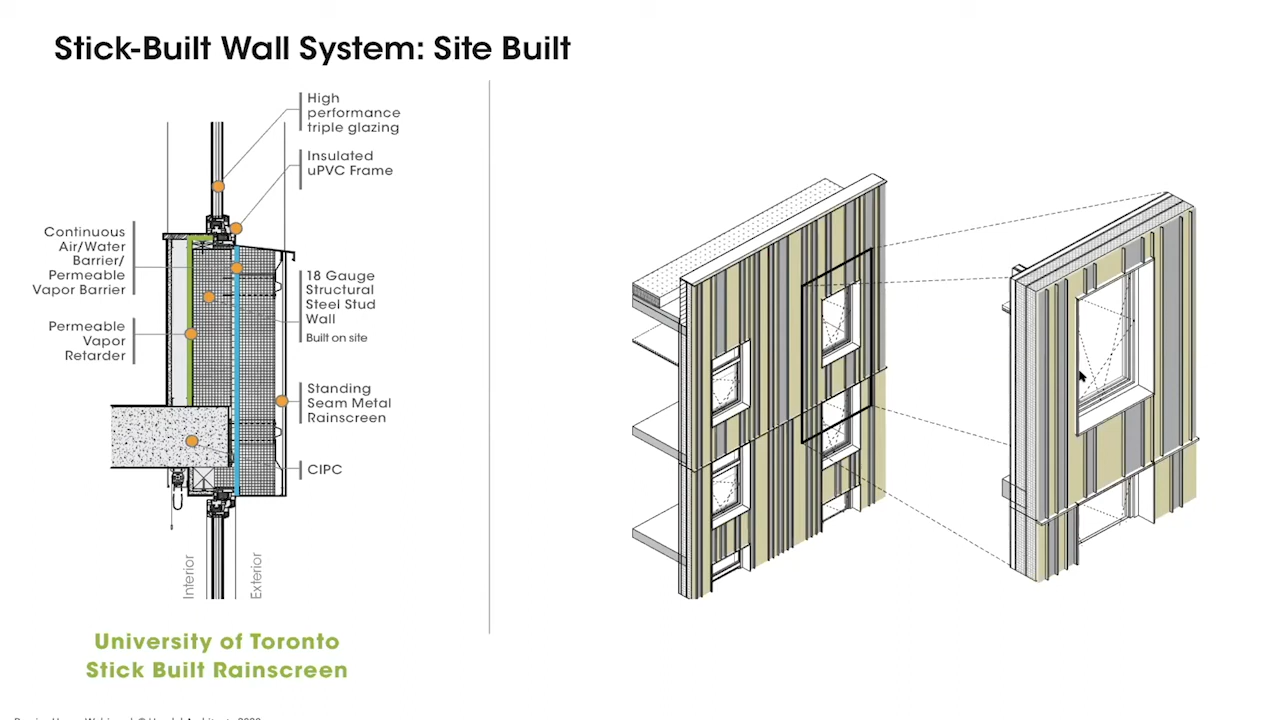 Stick-Built Wall System: Site Built
High
performance
triple glazing
Insulated
uPVC Frame
Continuous
Air/Water
Barrier/
Permeable
Vapor Barrier
18 Gauge
Structural
Steel Stud
Wall
Built on site
Permeable
Vapor
Retarder
Standing
Seam Metal
Rainscreen
CIPC
Interior
Exterior
University of Toronto
Stick Built Rainscreen